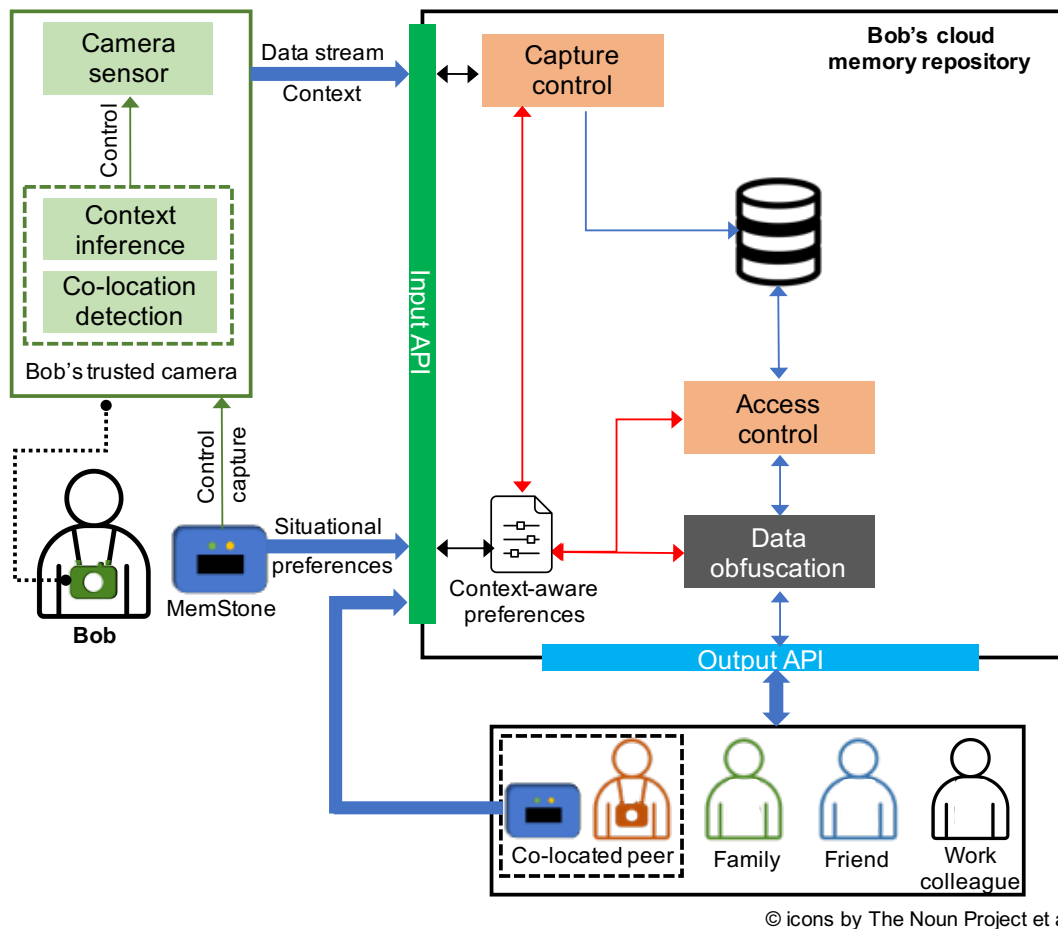 Camera
sensor
Control
Context
inference
Co-location
detection
Bob's trusted camera
Data stream
Context
Input API
Capture
control
Bob's cloud
memory repository
Access
control
Data
obfuscation
Context-aware
preferences
Control
capture
Situational
preferences
MemStone
Bob
Output API
Co-located peer
Family
Friend
Work
colleague
© icons by The Noun Project et a